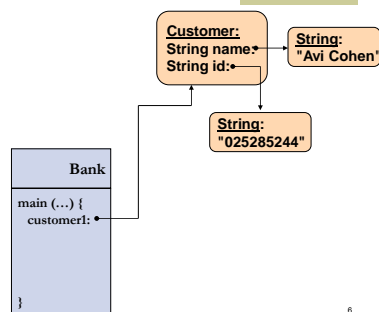 Customer:
String name:
String id:
String:
"Avi Cohen"
String:
"025285244"
Bank
main (…) {
customer1:
}
6